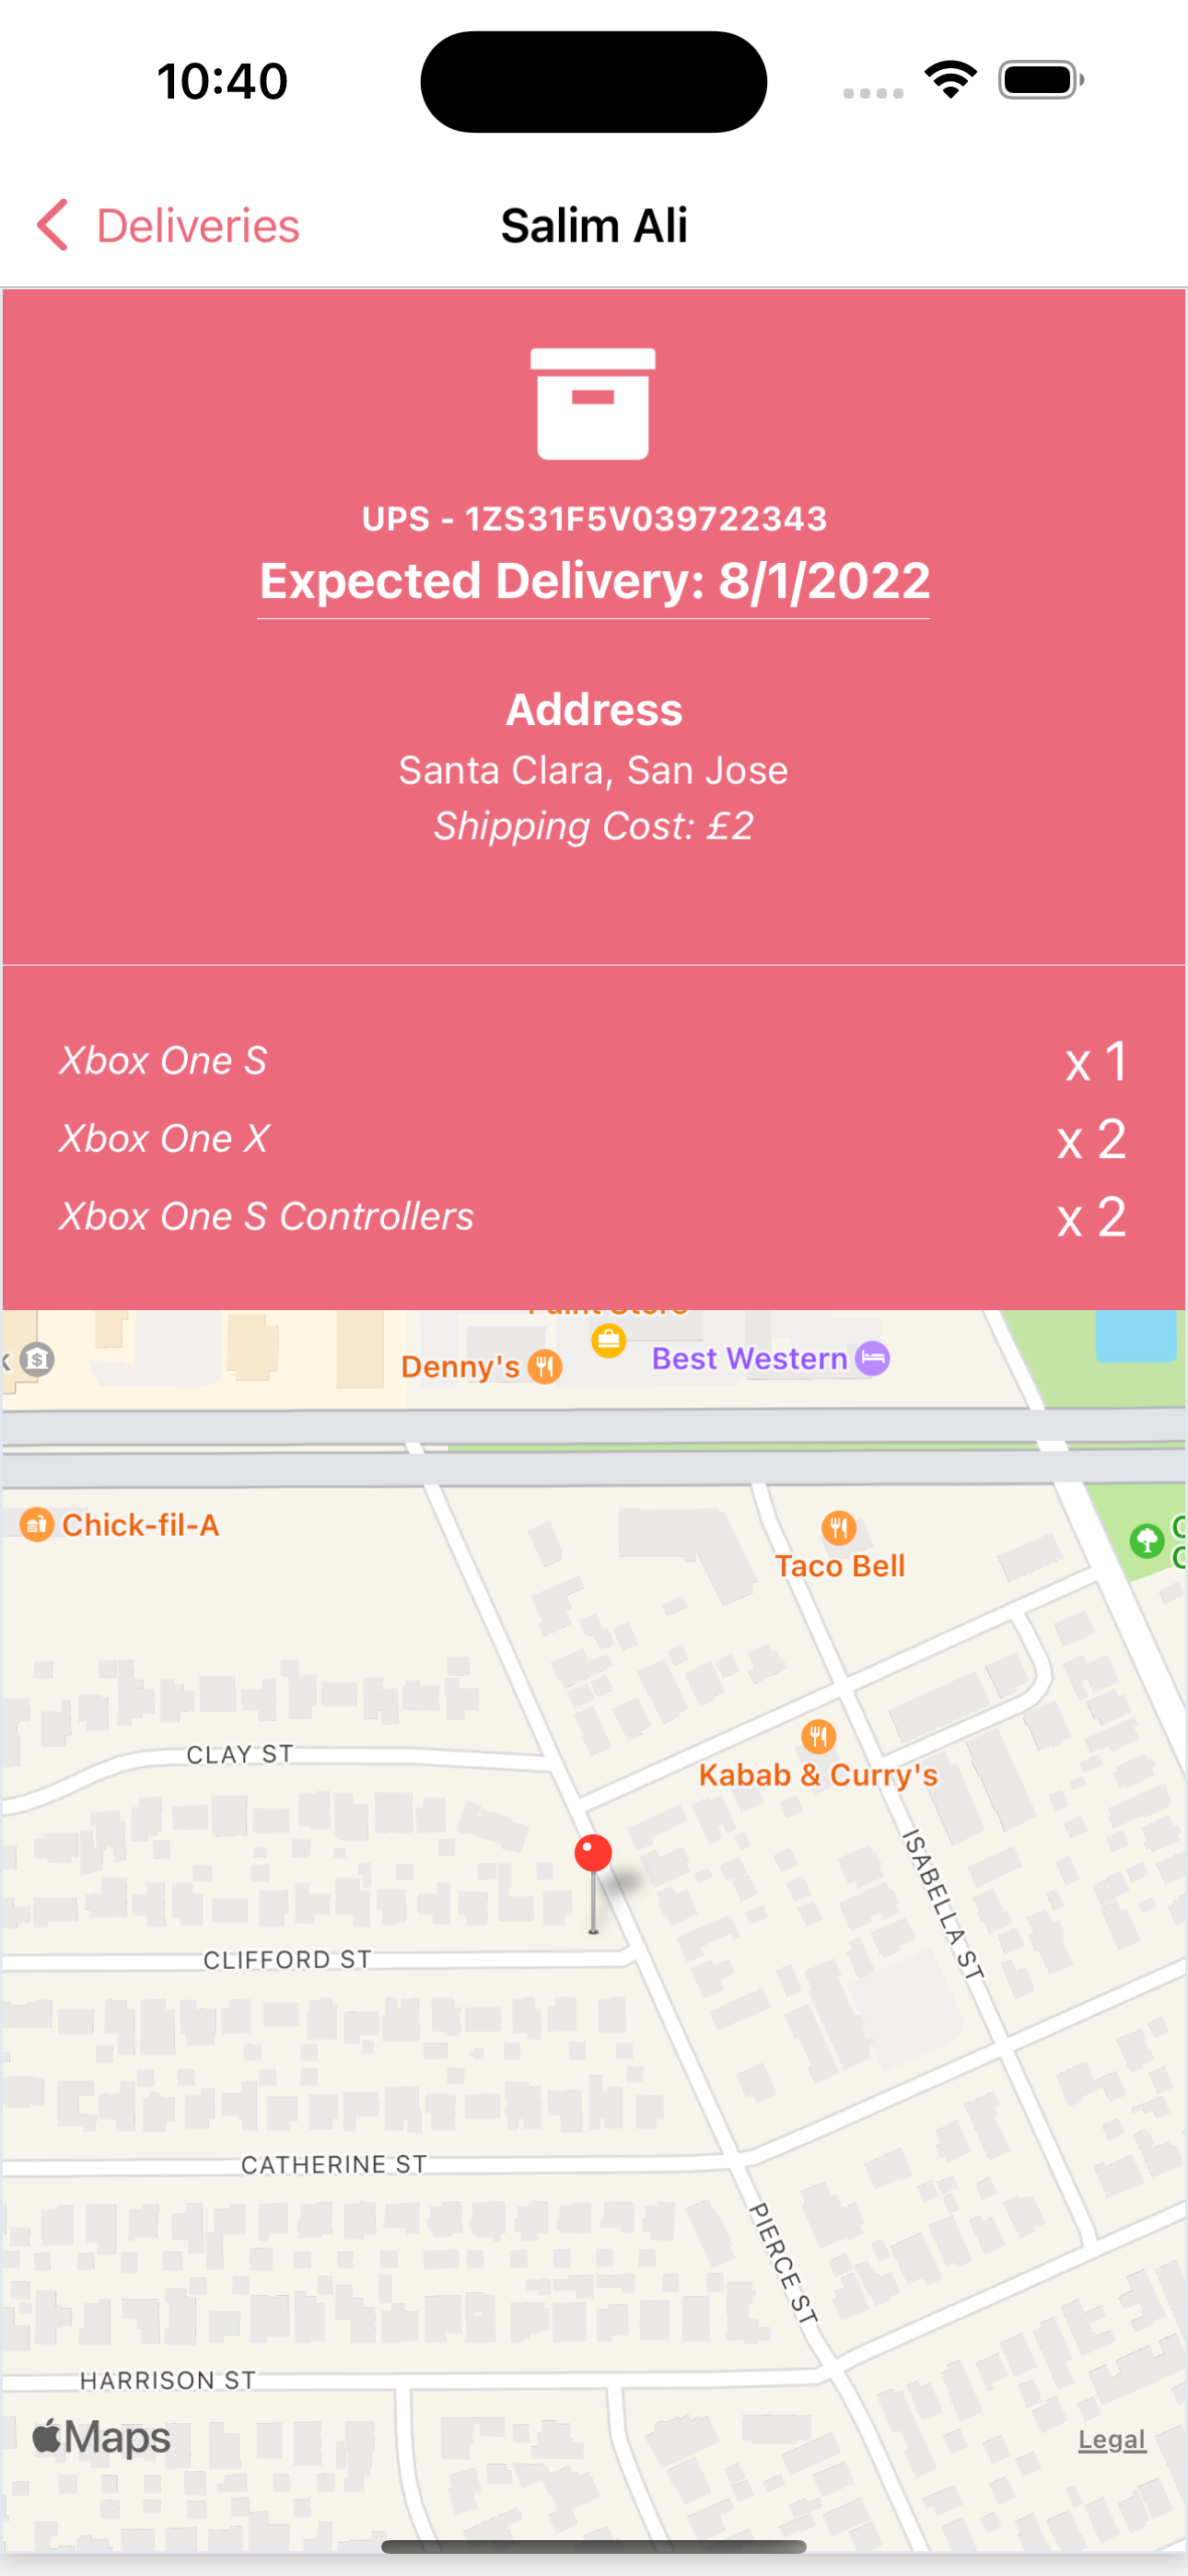 10:40
Deliveries
Salim Ali
UPS - 1ZS31F5V039722343
Expected Delivery: 8/1/2022
Address
Santa Clara, San Jose
Shipping Cost: £2
Xbox One S x 1
Xbox One X x 2
Xbox One S Controllers x 2
Paint Store
Denny's
Best Western
Chick-fil-A
Taco Bell
CLAY ST
Kabab & Curry's
ISABELLA ST
CLIFFORD ST
CATHERINE ST
PIERCE ST
HARRISON ST
Maps
Legal